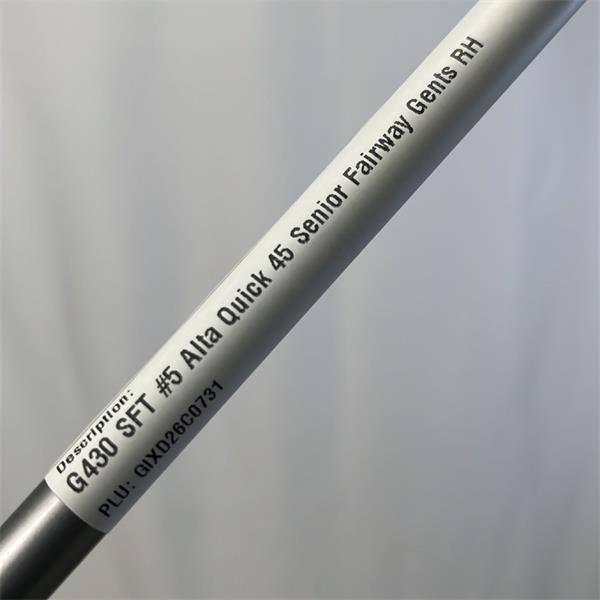 Description:
G430 SFT #5 Alta Quick 45 Senior Fairway Gents RH
PLU: GIXD26C0731